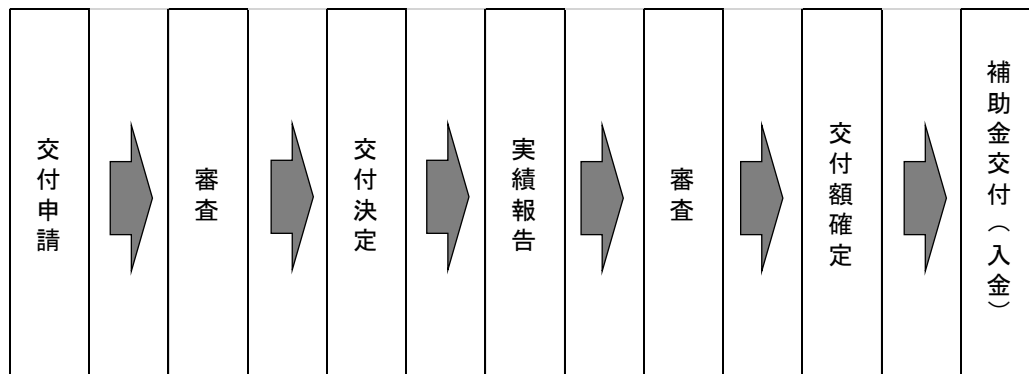 交付申請
審査
交付決定
実績報告
審査
交付額確定
補助金交付（入金）